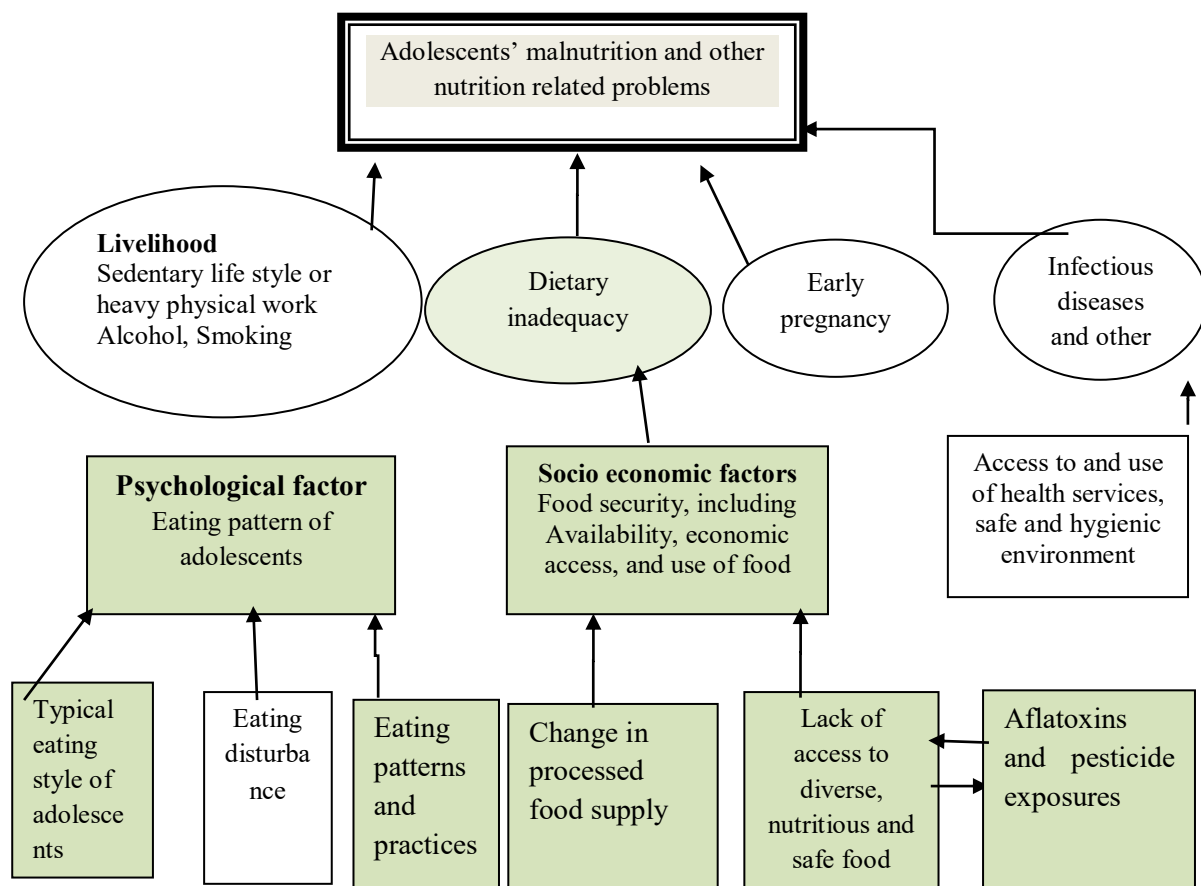 Adolescents’ malnutrition and other
nutrition related problems
Livelihood
Sedentary life style or
heavy physical work
Alcohol, Smoking
Dietary
inadequacy
Early
pregnancy
Infectious
diseases
and other
Psychological factor
Eating pattern of
adolescents
Socio economic factors
Food security, including
Availability, economic
access, and use of food
Access to and use
of health services,
safe and hygienic
environment
Typical
eating
style of
adolesce
nts
Eating
disturba
nce
Eating
patterns
and
practices
Change in
processed
food supply
Lack of
access to
diverse,
nutritious and
safe food
Aflatoxins
and pesticide
exposures